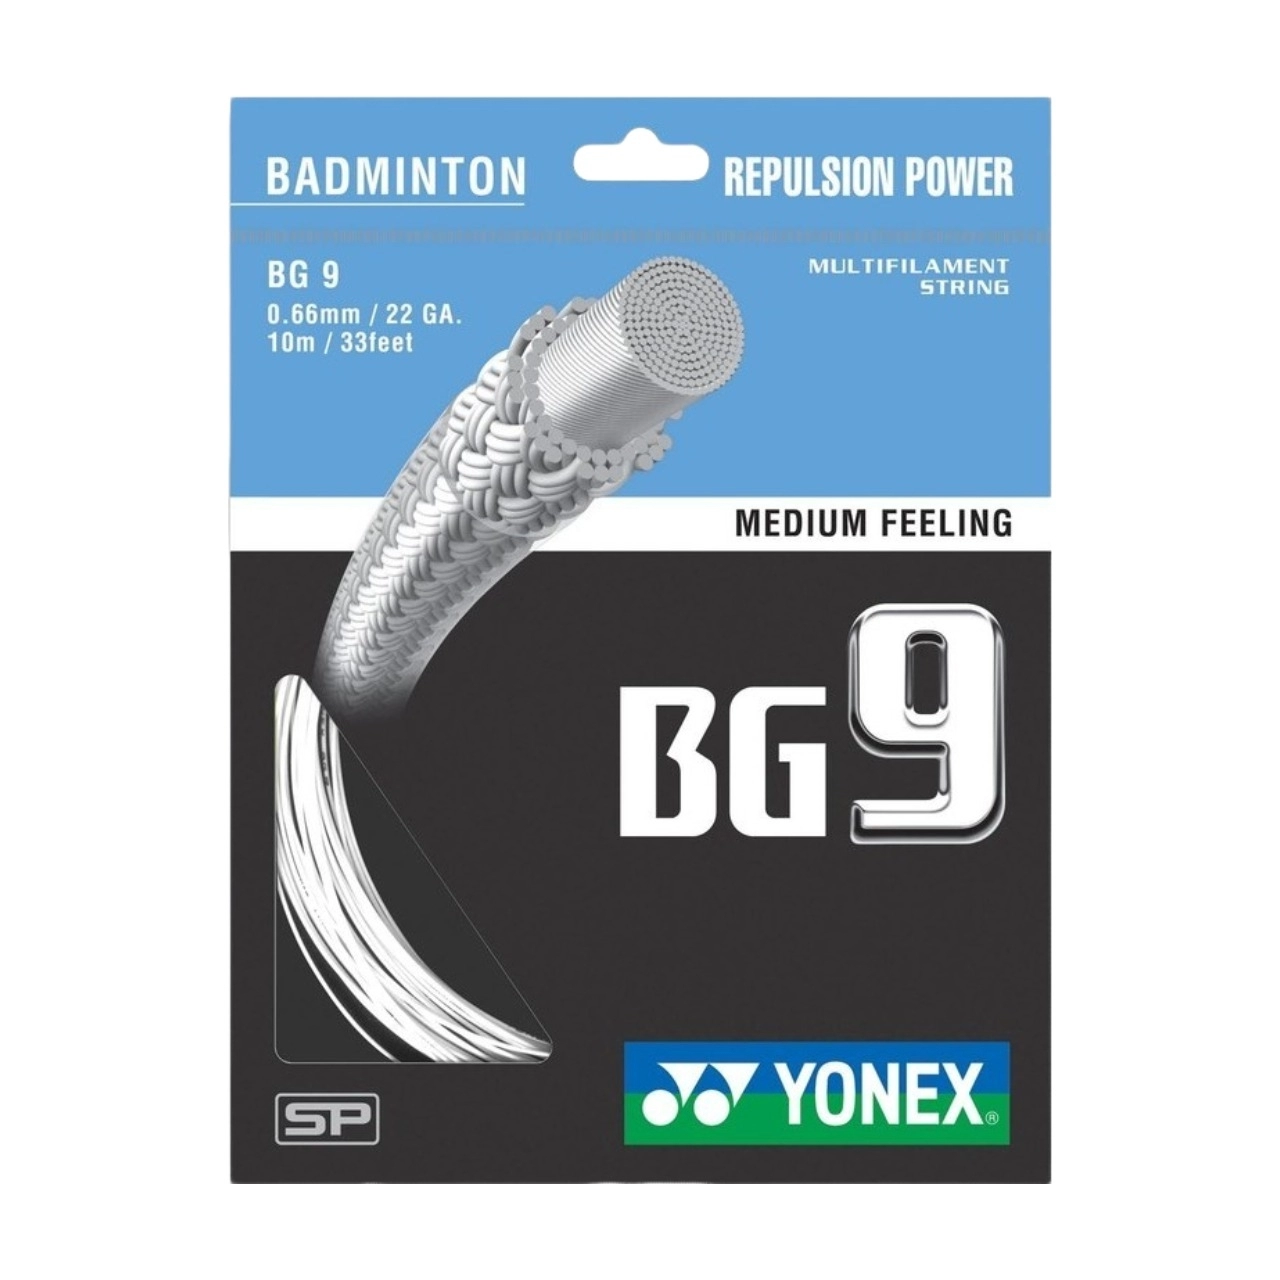 BADMINTON
REPULSION POWER
BG 9
0.66mm / 22 GA.
10m / 33feet
MULTIFILAMENT
STRING
MEDIUM FEELING
BG9
SP
YONEX®